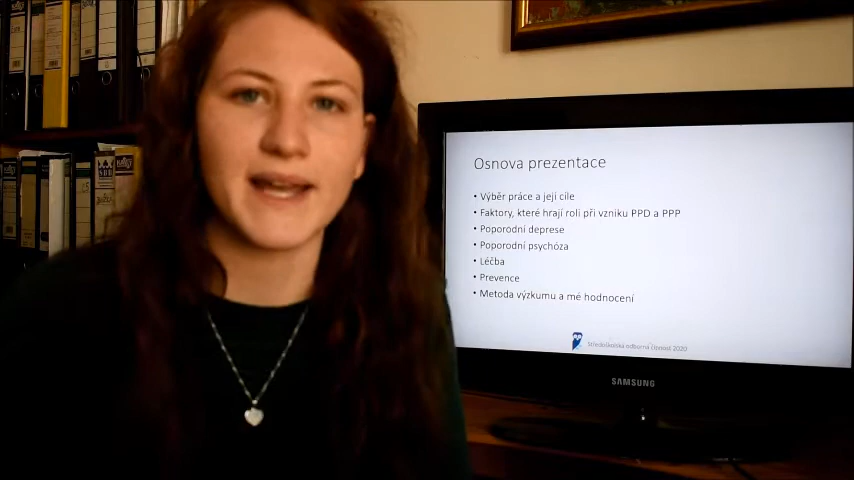 Osnova prezentace
• Výběr práce a její cíle
• Faktory, které hrají roli při vzniku PPD a PPP
• Poporodní deprese
• Poporodní psychóza
• Léčba
• Prevence
• Metoda výzkumu a mé hodnocení
Středoškolská odborná činnost 2020
SAMSUNG